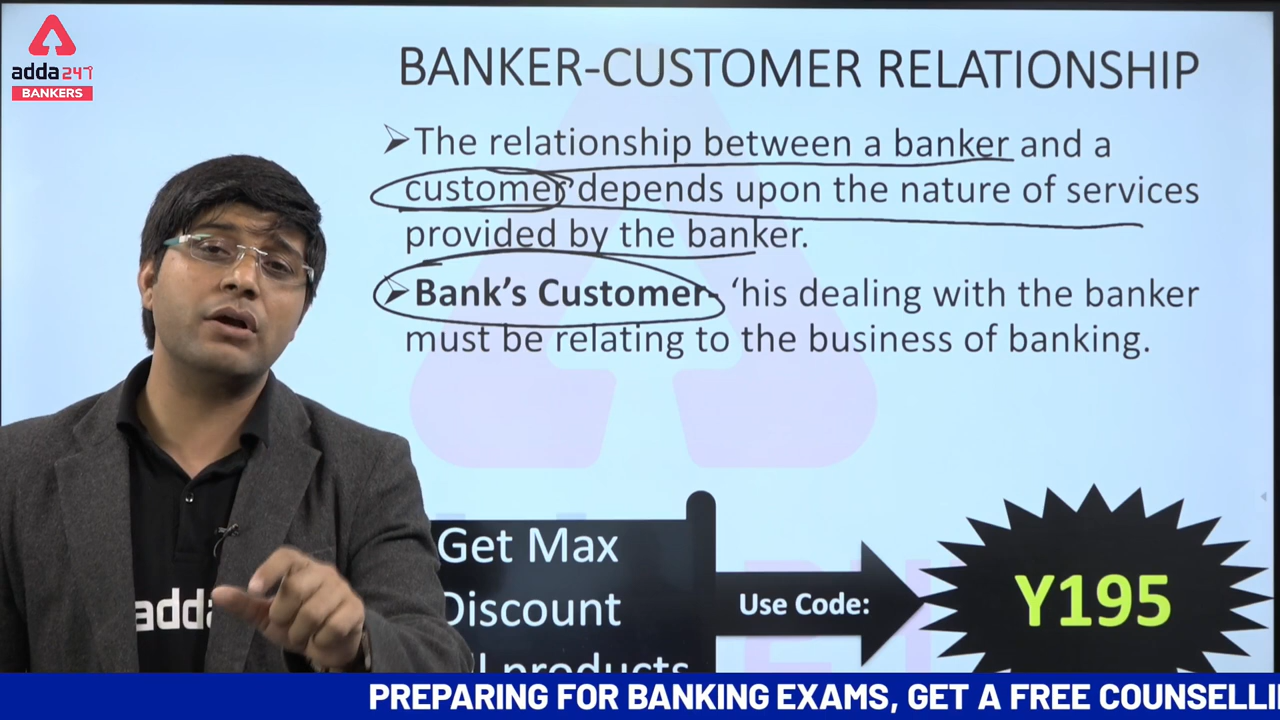 adda247
BANKERS
BANKER-CUSTOMER RELATIONSHIP
➢The relationship between a banker and a
customer depends upon the nature of services
provided by the banker.
➢Bank’s Customer- ‘his dealing with the banker
must be relating to the business of banking.
Get Max
Discount
products
Use Code:
Y195
adda
PREPARING FOR BANKING EXAMS, GET A FREE